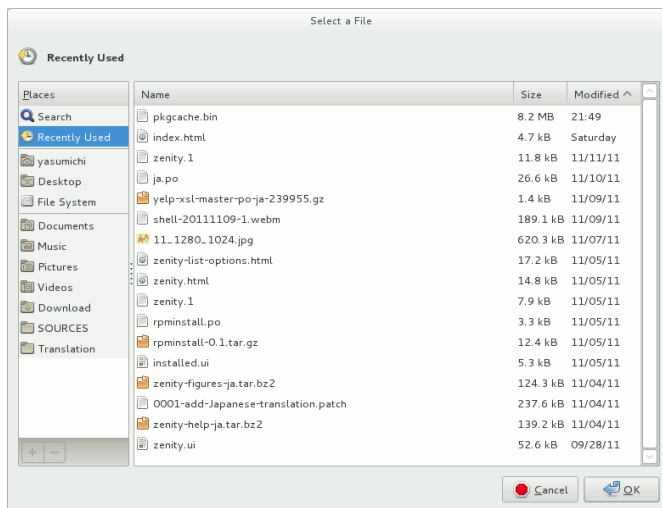 Select a File
Recently Used
Places
Search
Recently Used
yasumichi
Desktop
File System
Documents
Music
Pictures
Videos
Download
SOURCES
Translation
Name Size Modified
pkgcache.bin 8.2 MB 21:49
index.html 4.7 kB Saturday
zenity.1 11.8 kB 11/11/11
ja.po 26.6 kB 11/10/11
yelp-xsl-master-po-ja-239955.gz 1.4 kB 11/09/11
shell-20111109-1.webm 189.1 kB 11/09/11
11_1280_1024.jpg 620.3 kB 11/07/11
zenity-list-options.html 17.2 kB 11/05/11
zenity.html 14.8 kB 11/05/11
zenity.1 7.9 kB 11/05/11
rpminstall.po 3.3 kB 11/05/11
rpminstall-0.1.tar.gz 12.4 kB 11/05/11
installed.ui 5.3 kB 11/05/11
zenity-figures-ja.tar.bz2 124.3 kB 11/04/11
0001-add-Japanese-translation.patch 237.6 kB 11/04/11
zenity-help-ja.tar.bz2 139.2 kB 11/04/11
zenity.ui 52.6 kB 09/28/11
Cancel OK